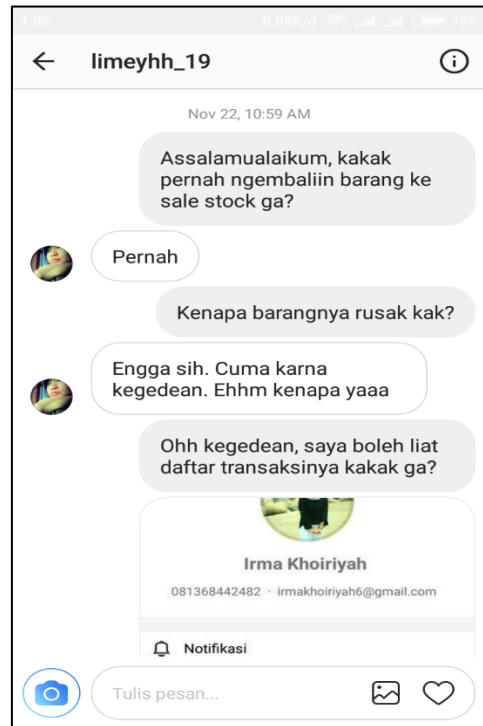 1:06 0,09K/d 70%
limeyhh_19
Nov 22, 10:59 AM
Assalamualaikum, kakak
pernah ngembaliin barang ke
sale stock ga?
Pernah
Kenapa barangnya rusak kak?
Engga sih. Cuma karna
kegedean. Ehhm kenapa yaaa
Ohh kegedean, saya boleh liat
daftar transaksinya kakak ga?
Irma Khoiriyah
081368442482 · irmakhoiriyah6@gmail.com
Notifikasi
Tulis pesan...